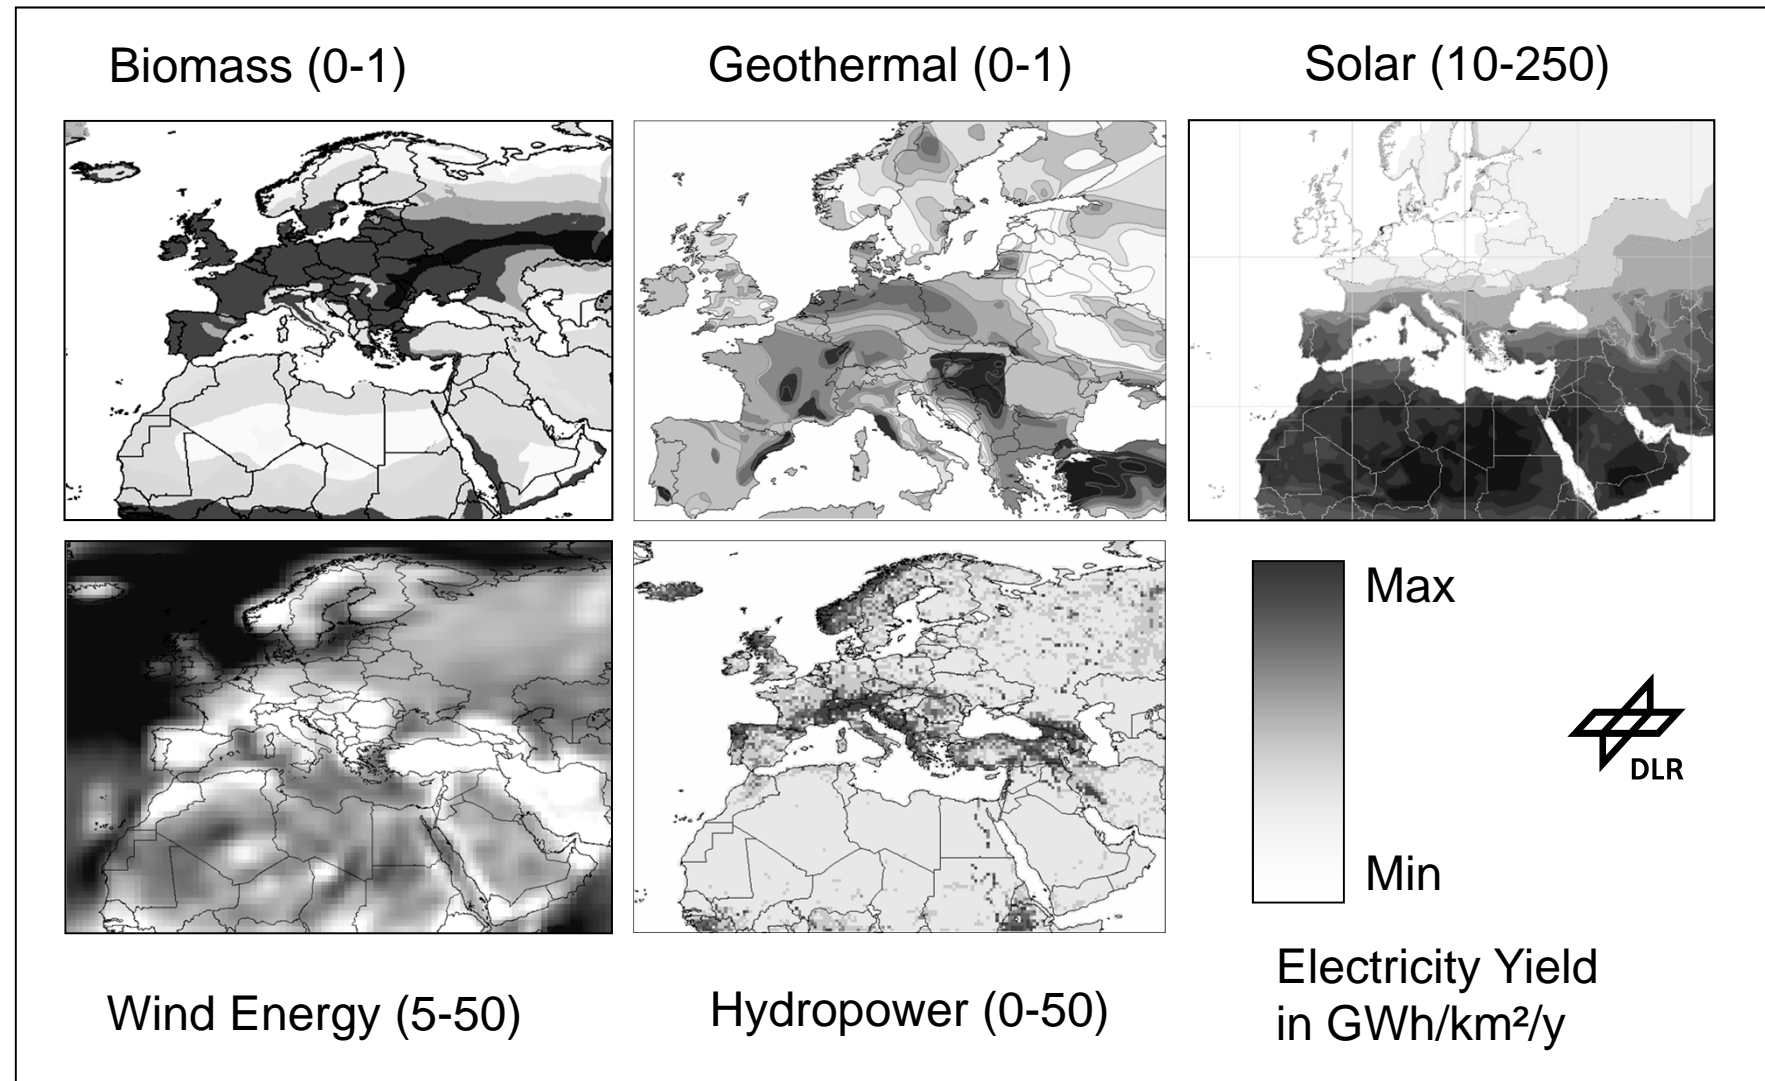 Biomass (0-1)
Geothermal (0-1)
Solar (10-250)
Wind Energy (5-50)
Hydropower (0-50)
Max
Min
DLR
Electricity Yield
in GWh/km²/y